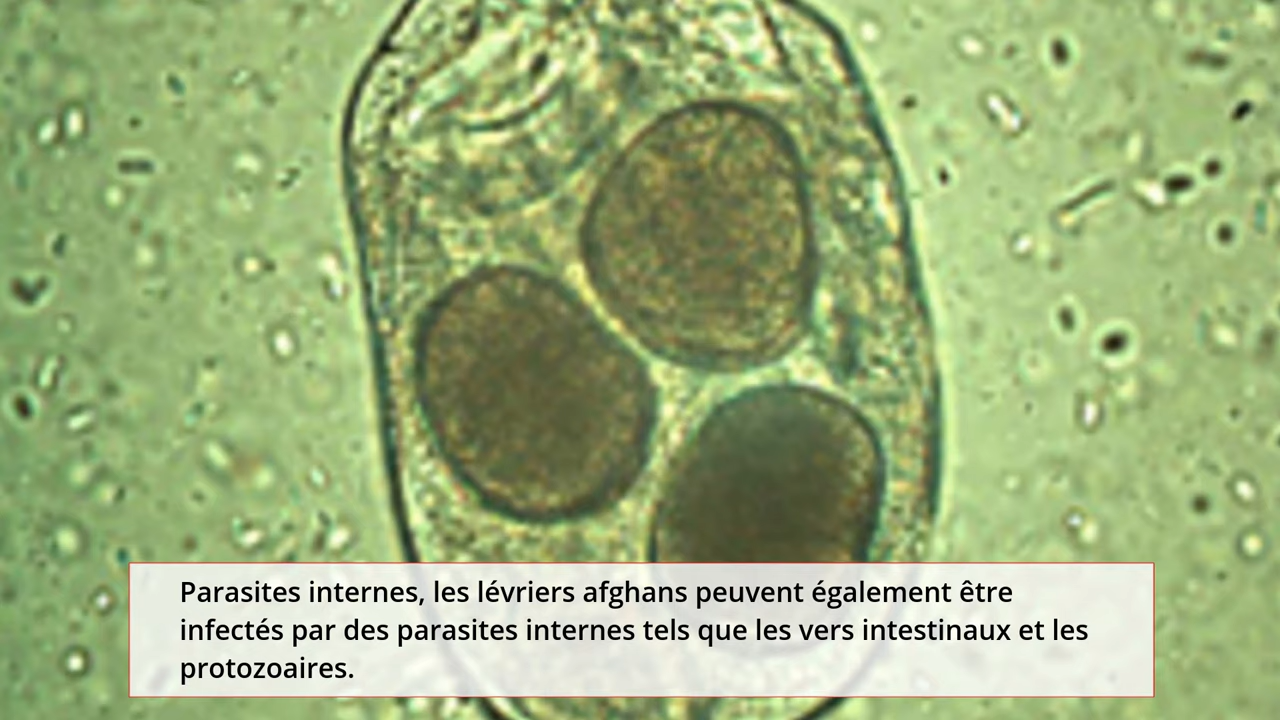 Parasites internes, les lévriers afghans peuvent également être
infectés par des parasites internes tels que les vers intestinaux et les
protozoaires.